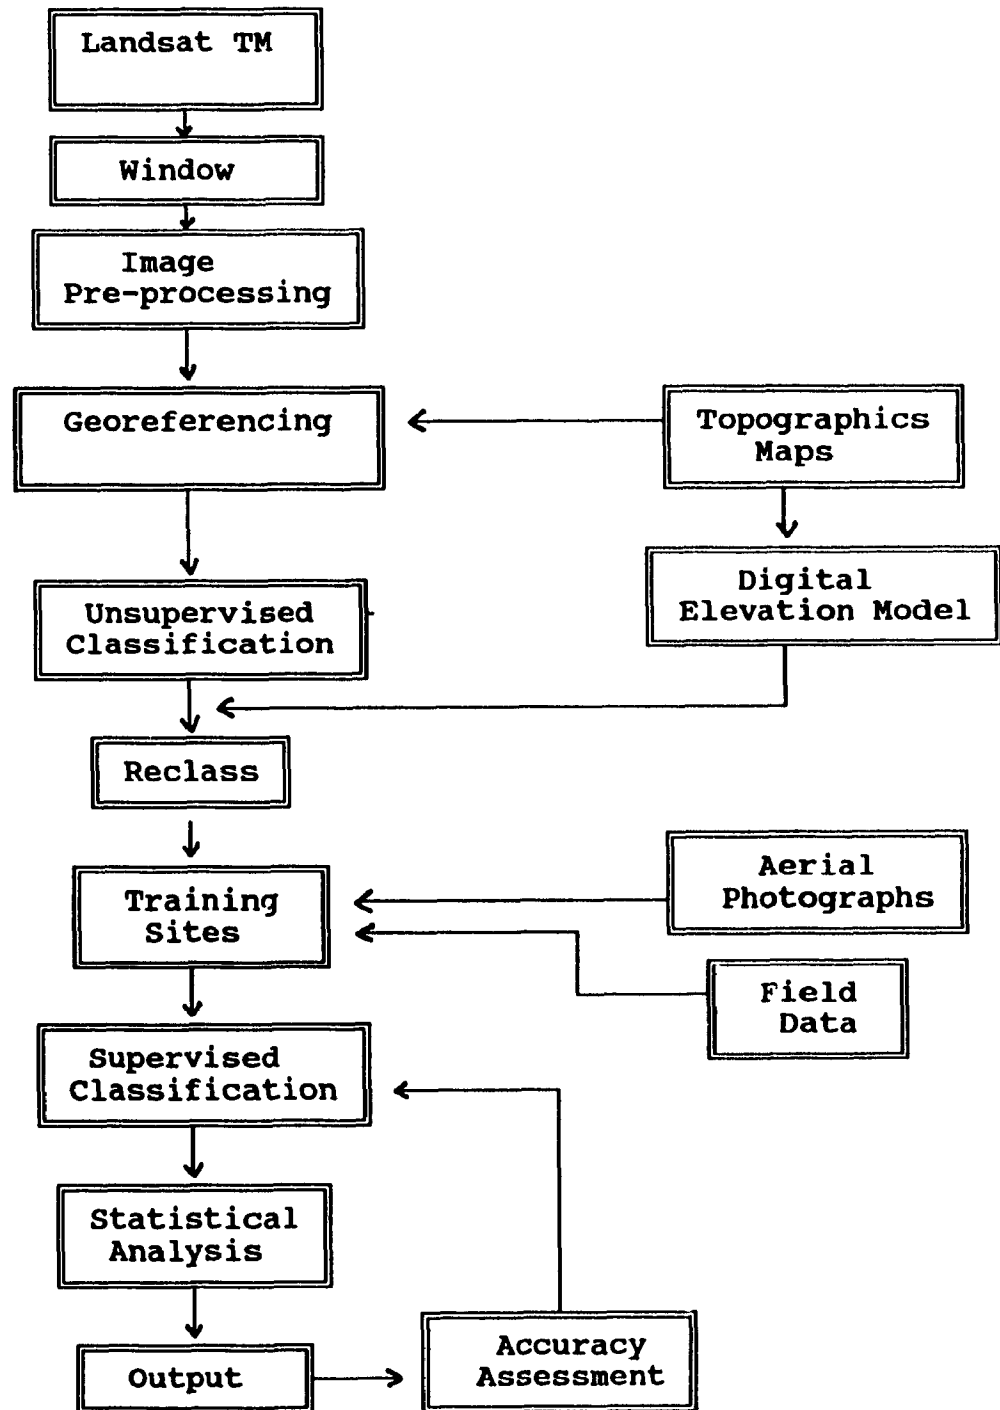 Landsat TM
Window
Image
Pre-processing
Georeferencing
Topographics
Maps
Digital
Elevation Model
Unsupervised
Classification
Reclass
Training
Sites
Aerial
Photographs
Field
Data
Supervised
Classification
Statistical
Analysis
Output
Accuracy
Assessment